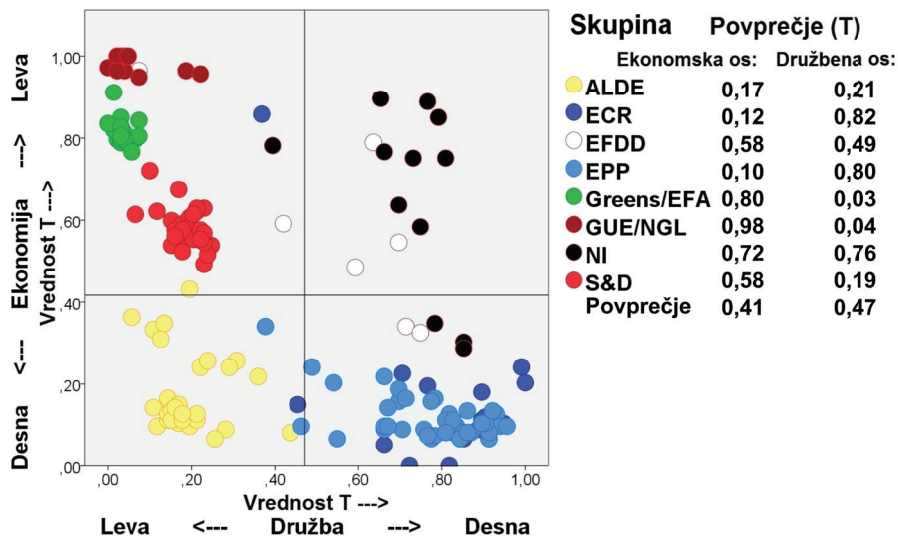 Skupina Povprečje (T)
Ekonomska os: Družbena os:
ALDE 0,17 0,21
ECR 0,12 0,82
EFDD 0,58 0,49
EPP 0,10 0,80
Greens/EFA 0,80 0,03
GUE/NGL 0,98 0,04
NI 0,72 0,76
S&D 0,58 0,19
Povprečje 0,41 0,47
Desna <--- Ekonomija ---> Leva
Vrednost T --->
1,00
,80
,60
,40
,20
,00
,00 ,20 ,40 ,60 ,80 1,00
Vrednost T --->
Leva <--- Družba ---> Desna